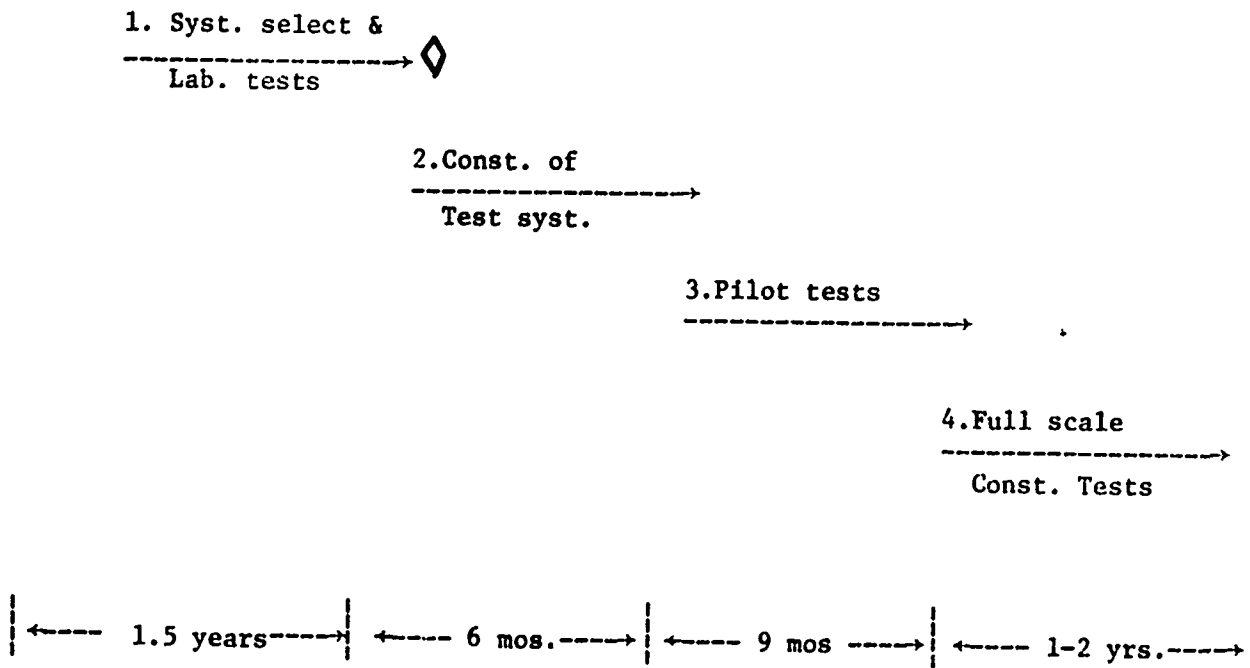 1. Syst. select &
Lab. tests
2.Const. of
Test syst.
3.Pilot tests
4.Full scale
Const. Tests
1.5 years 6 mos. 9 mos 1-2 yrs.